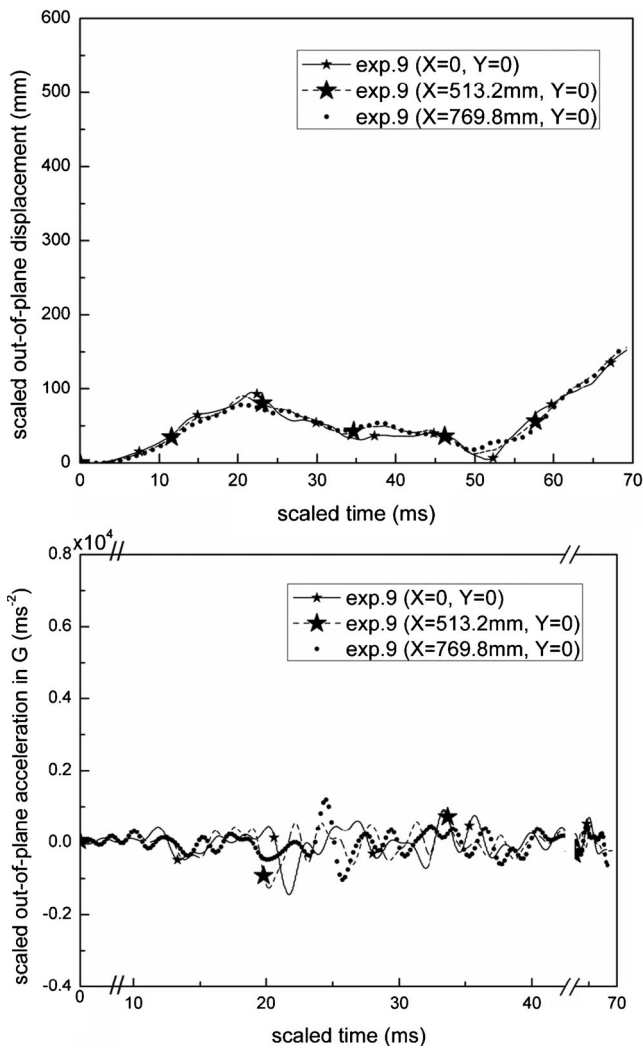 600
500
400
300
200
100
0
scaled out-of-plane displacement (mm)
exp.9 (X=0, Y=0)
exp.9 (X=513.2mm, Y=0)
exp.9 (X=769.8mm, Y=0)
0 10 20 30 40 50 60 70
scaled time (ms)
x10⁴
0.8
0.6
0.4
0.2
0.0
-0.2
-0.4
scaled out-of-plane acceleration in G (ms⁻²)
exp.9 (X=0, Y=0)
exp.9 (X=513.2mm, Y=0)
exp.9 (X=769.8mm, Y=0)
0 10 20 30 40 70
scaled time (ms)